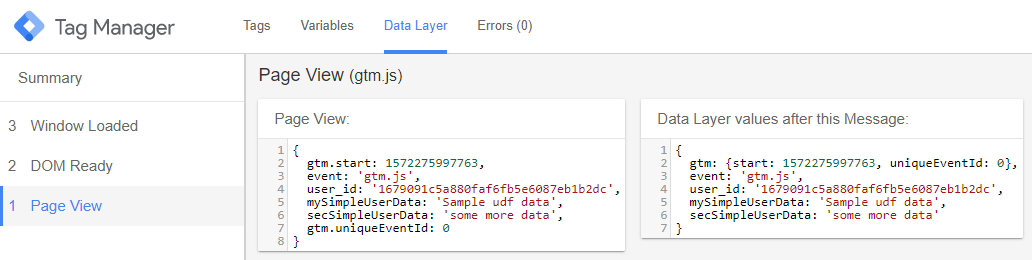 Tag Manager Tags Variables Data Layer Errors (0)
Summary
3 Window Loaded
2 DOM Ready
1 Page View
Page View (gtm.js)
Page View:
1 {
2 gtm.start: 1572275997763,
3 event: 'gtm.js',
4 user_id: '1679091c5a880faf6fb5e6087eb1b2dc',
5 mySimpleUserData: 'Sample udf data',
6 secSimpleUserData: 'some more data',
7 gtm.uniqueEventId: 0
8 }
Data Layer values after this Message:
1 {
2 gtm: {start: 1572275997763, uniqueEventId: 0},
3 event: 'gtm.js',
4 user_id: '1679091c5a880faf6fb5e6087eb1b2dc',
5 mySimpleUserData: 'Sample udf data',
6 secSimpleUserData: 'some more data'
7 }